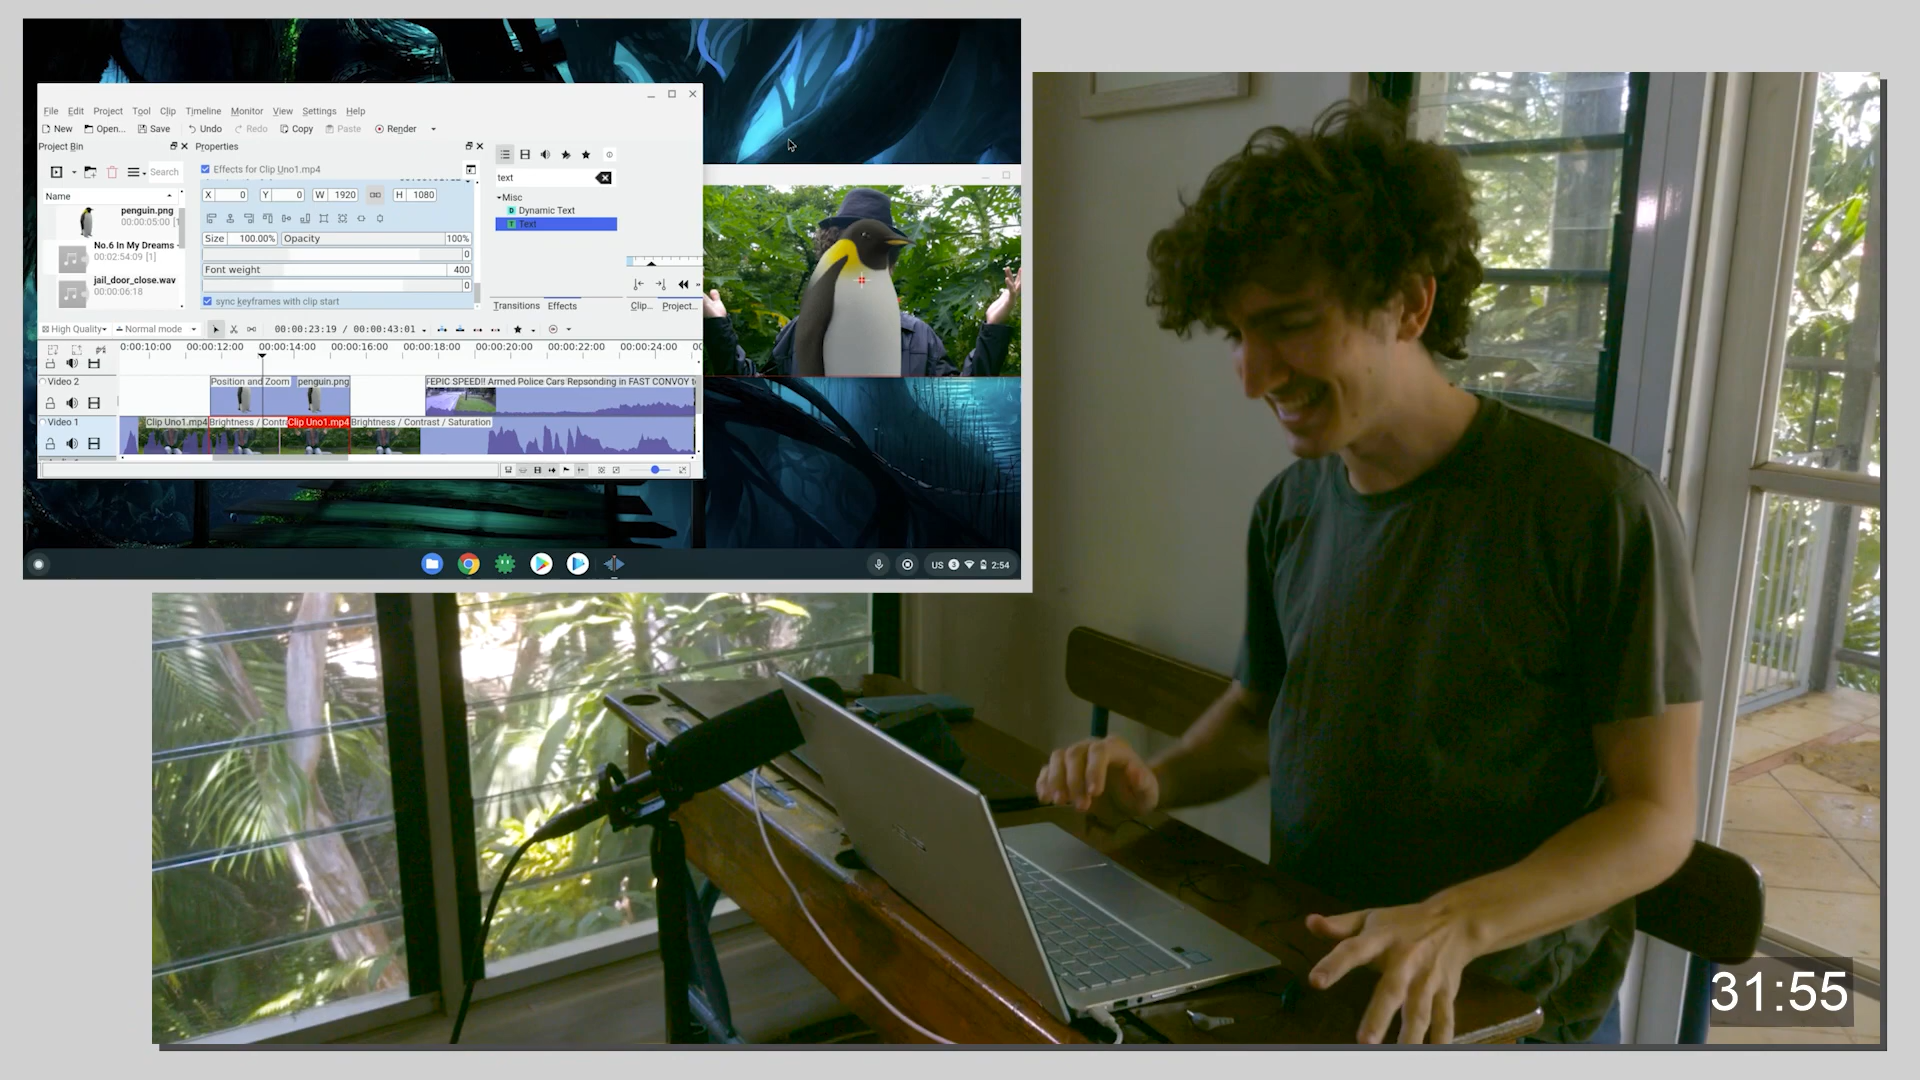 File Edit Project Tool Clip Timeline Monitor View Settings Help
New Open... Save Undo Redo Copy Paste Render
Project Bin
Properties
Search
Name
penguin.png
00:00:05:00 [1
No.6 In My Dreams -
00:02:54:09 [1]
jail_door_close.wav
00:00:06:18
Effects for Clip Uno1.mp4
X 0 Y 0 W 1920 H 1080
Size 100.00% Opacity 100%
0
Font weight 400
0
sync keyframes with clip start
text
Misc
Dynamic Text
Text
Transitions Effects
Clip... Project...
High Quality Normal mode 00:00:23:19 / 00:00:43:01
0:00:10:00 00:00:12:00 00:00:14:00 00:00:16:00 00:00:18:00 00:00:20:00 00:00:22:00 00:00:24:00 00
Video 2
Position and Zoom penguin.png
EPIC SPEED!! Armed Police Cars Repsonding in FAST CONVOY t
Video 1
Clip Uno1.mp4 Brightness / Contr Clip Uno1.mp4 Brightness / Contrast / Saturation
US 3 2:54
31:55